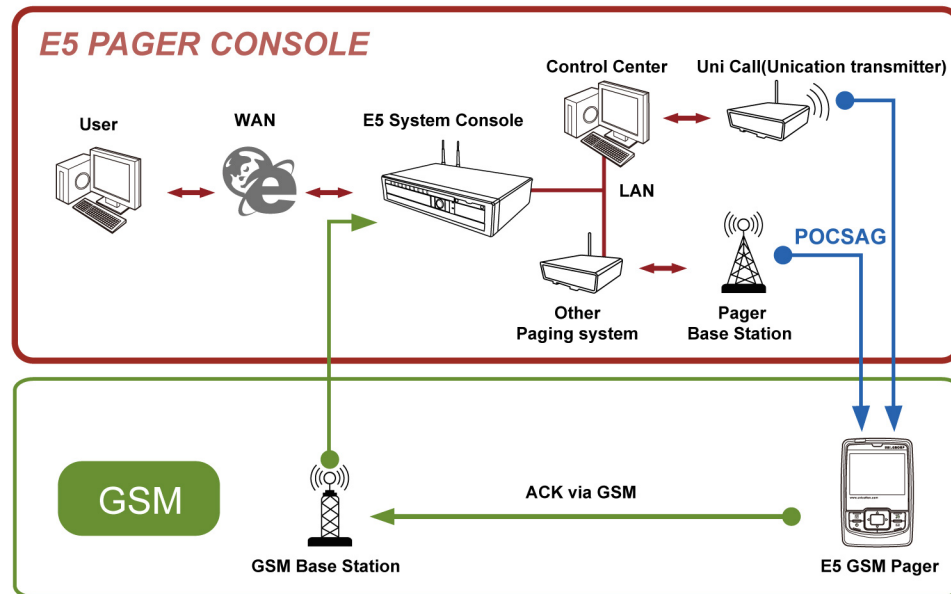 E5 PAGER CONSOLE
Control Center
Uni Call(Unication transmitter)
User
WAN
E5 System Console
LAN
POCSAG
Other
Paging system
Pager
Base Station
GSM
ACK via GSM
GSM Base Station
E5 GSM Pager